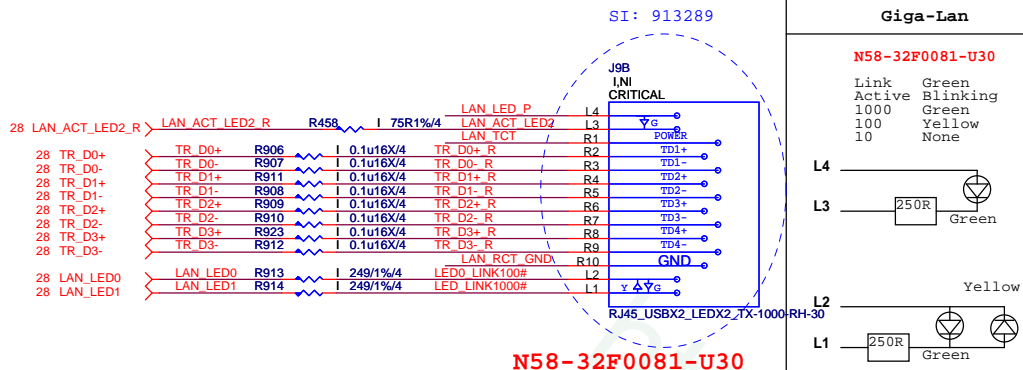 SI: 913289
Giga-Lan
N58-32F0081-U30
Link Green
Active Blinking
1000 Green
100 Yellow
10 None
J9B
I,NI
CRITICAL
LAN_LED_P L4
28 LAN_ACT_LED2_R LAN_ACT_LED2_R R458 I 75R1%/4 LAN_ACT_LED2 L3 G
LAN_TCT R1 POWER
28 TR_D0+ TR_D0+ R906 I 0.1u16X/4 TR_D0+_R R2 TD1+
28 TR_D0- TR_D0- R907 I 0.1u16X/4 TR_D0-_R R3 TD1-
28 TR_D1+ TR_D1+ R911 I 0.1u16X/4 TR_D1+_R R4 TD2+
28 TR_D1- TR_D1- R908 I 0.1u16X/4 TR_D1-_R R5 TD2-
28 TR_D2+ TR_D2+ R909 I 0.1u16X/4 TR_D2+_R R6 TD3+
28 TR_D2- TR_D2- R910 I 0.1u16X/4 TR_D2-_R R7 TD3-
28 TR_D3+ TR_D3+ R923 I 0.1u16X/4 TR_D3+_R R8 TD4+
28 TR_D3- TR_D3- R912 I 0.1u16X/4 TR_D3-_R R9 TD4-
LAN_RCT_GND R10 GND
28 LAN_LED0 LAN_LED0 R913 I 249/1%/4 LED0_LINK100# L2
28 LAN_LED1 LAN_LED1 R914 I 249/1%/4 LED_LINK1000# L1 Y G
RJ45_USBX2_LEDX2_TX-1000-RH-30
N58-32F0081-U30
L4
L3 250R
Green
Yellow
L2
L1 250R
Green